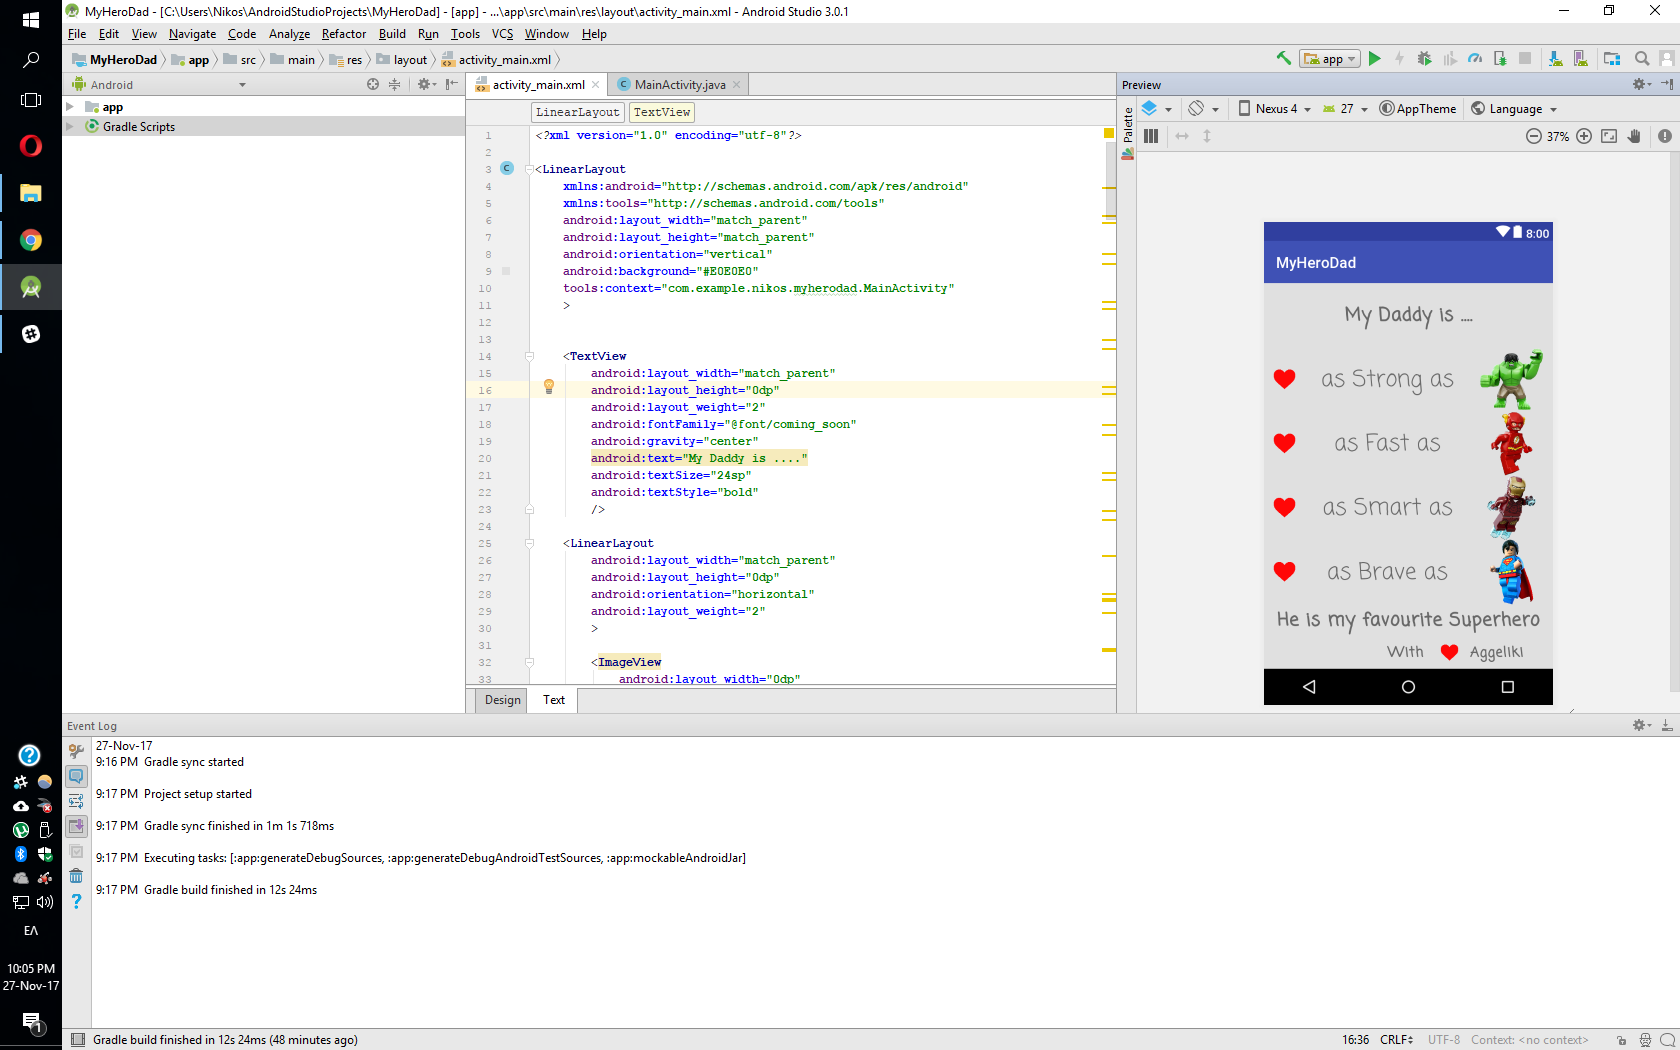 MyHeroDad - [C:\Users\Nikos\AndroidStudioProjects\MyHeroDad] - [app] - ...\app\src\main\res\layout\activity_main.xml - Android Studio 3.0.1
File Edit View Navigate Code Analyze Refactor Build Run Tools VCS Window Help
MyHeroDad app src main res layout activity_main.xml
app
Android
activity_main.xml
MainActivity.java
Preview
app
Gradle Scripts
LinearLayout TextView
Palette
Nexus 4
27
AppTheme
Language
37%
1 <?xml version="1.0" encoding="utf-8"?>
2
3 <LinearLayout
4 xmlns:android="http://schemas.android.com/apk/res/android"
5 xmlns:tools="http://schemas.android.com/tools"
6 android:layout_width="match_parent"
7 android:layout_height="match_parent"
8 android:orientation="vertical"
9 android:background="#E0E0E0"
10 tools:context="com.example.nikos.myherodad.MainActivity"
11 >
12
13
14 <TextView
15 android:layout_width="match_parent"
16 android:layout_height="0dp"
17 android:layout_weight="2"
18 android:fontFamily="@font/coming_soon"
19 android:gravity="center"
20 android:text="My Daddy is ...."
21 android:textSize="24sp"
22 android:textStyle="bold"
23 />
24
25 <LinearLayout
26 android:layout_width="match_parent"
27 android:layout_height="0dp"
28 android:orientation="horizontal"
29 android:layout_weight="2"
30 >
31
32 <ImageView
33 android:layout_width="0dp"
Design Text
8:00
MyHeroDad
My Daddy is ....
as Strong as
as Fast as
as Smart as
as Brave as
He is my favourite Superhero
With Aggeliki
Event Log
27-Nov-17
9:16 PM Gradle sync started
9:17 PM Project setup started
9:17 PM Gradle sync finished in 1m 1s 718ms
9:17 PM Executing tasks: [:app:generateDebugSources, :app:generateDebugAndroidTestSources, :app:mockableAndroidJar]
9:17 PM Gradle build finished in 12s 24ms
ΕΛ
10:05 PM
27-Nov-17
1
Gradle build finished in 12s 24ms (48 minutes ago)
16:36 CRLF UTF-8 Context: <no context>